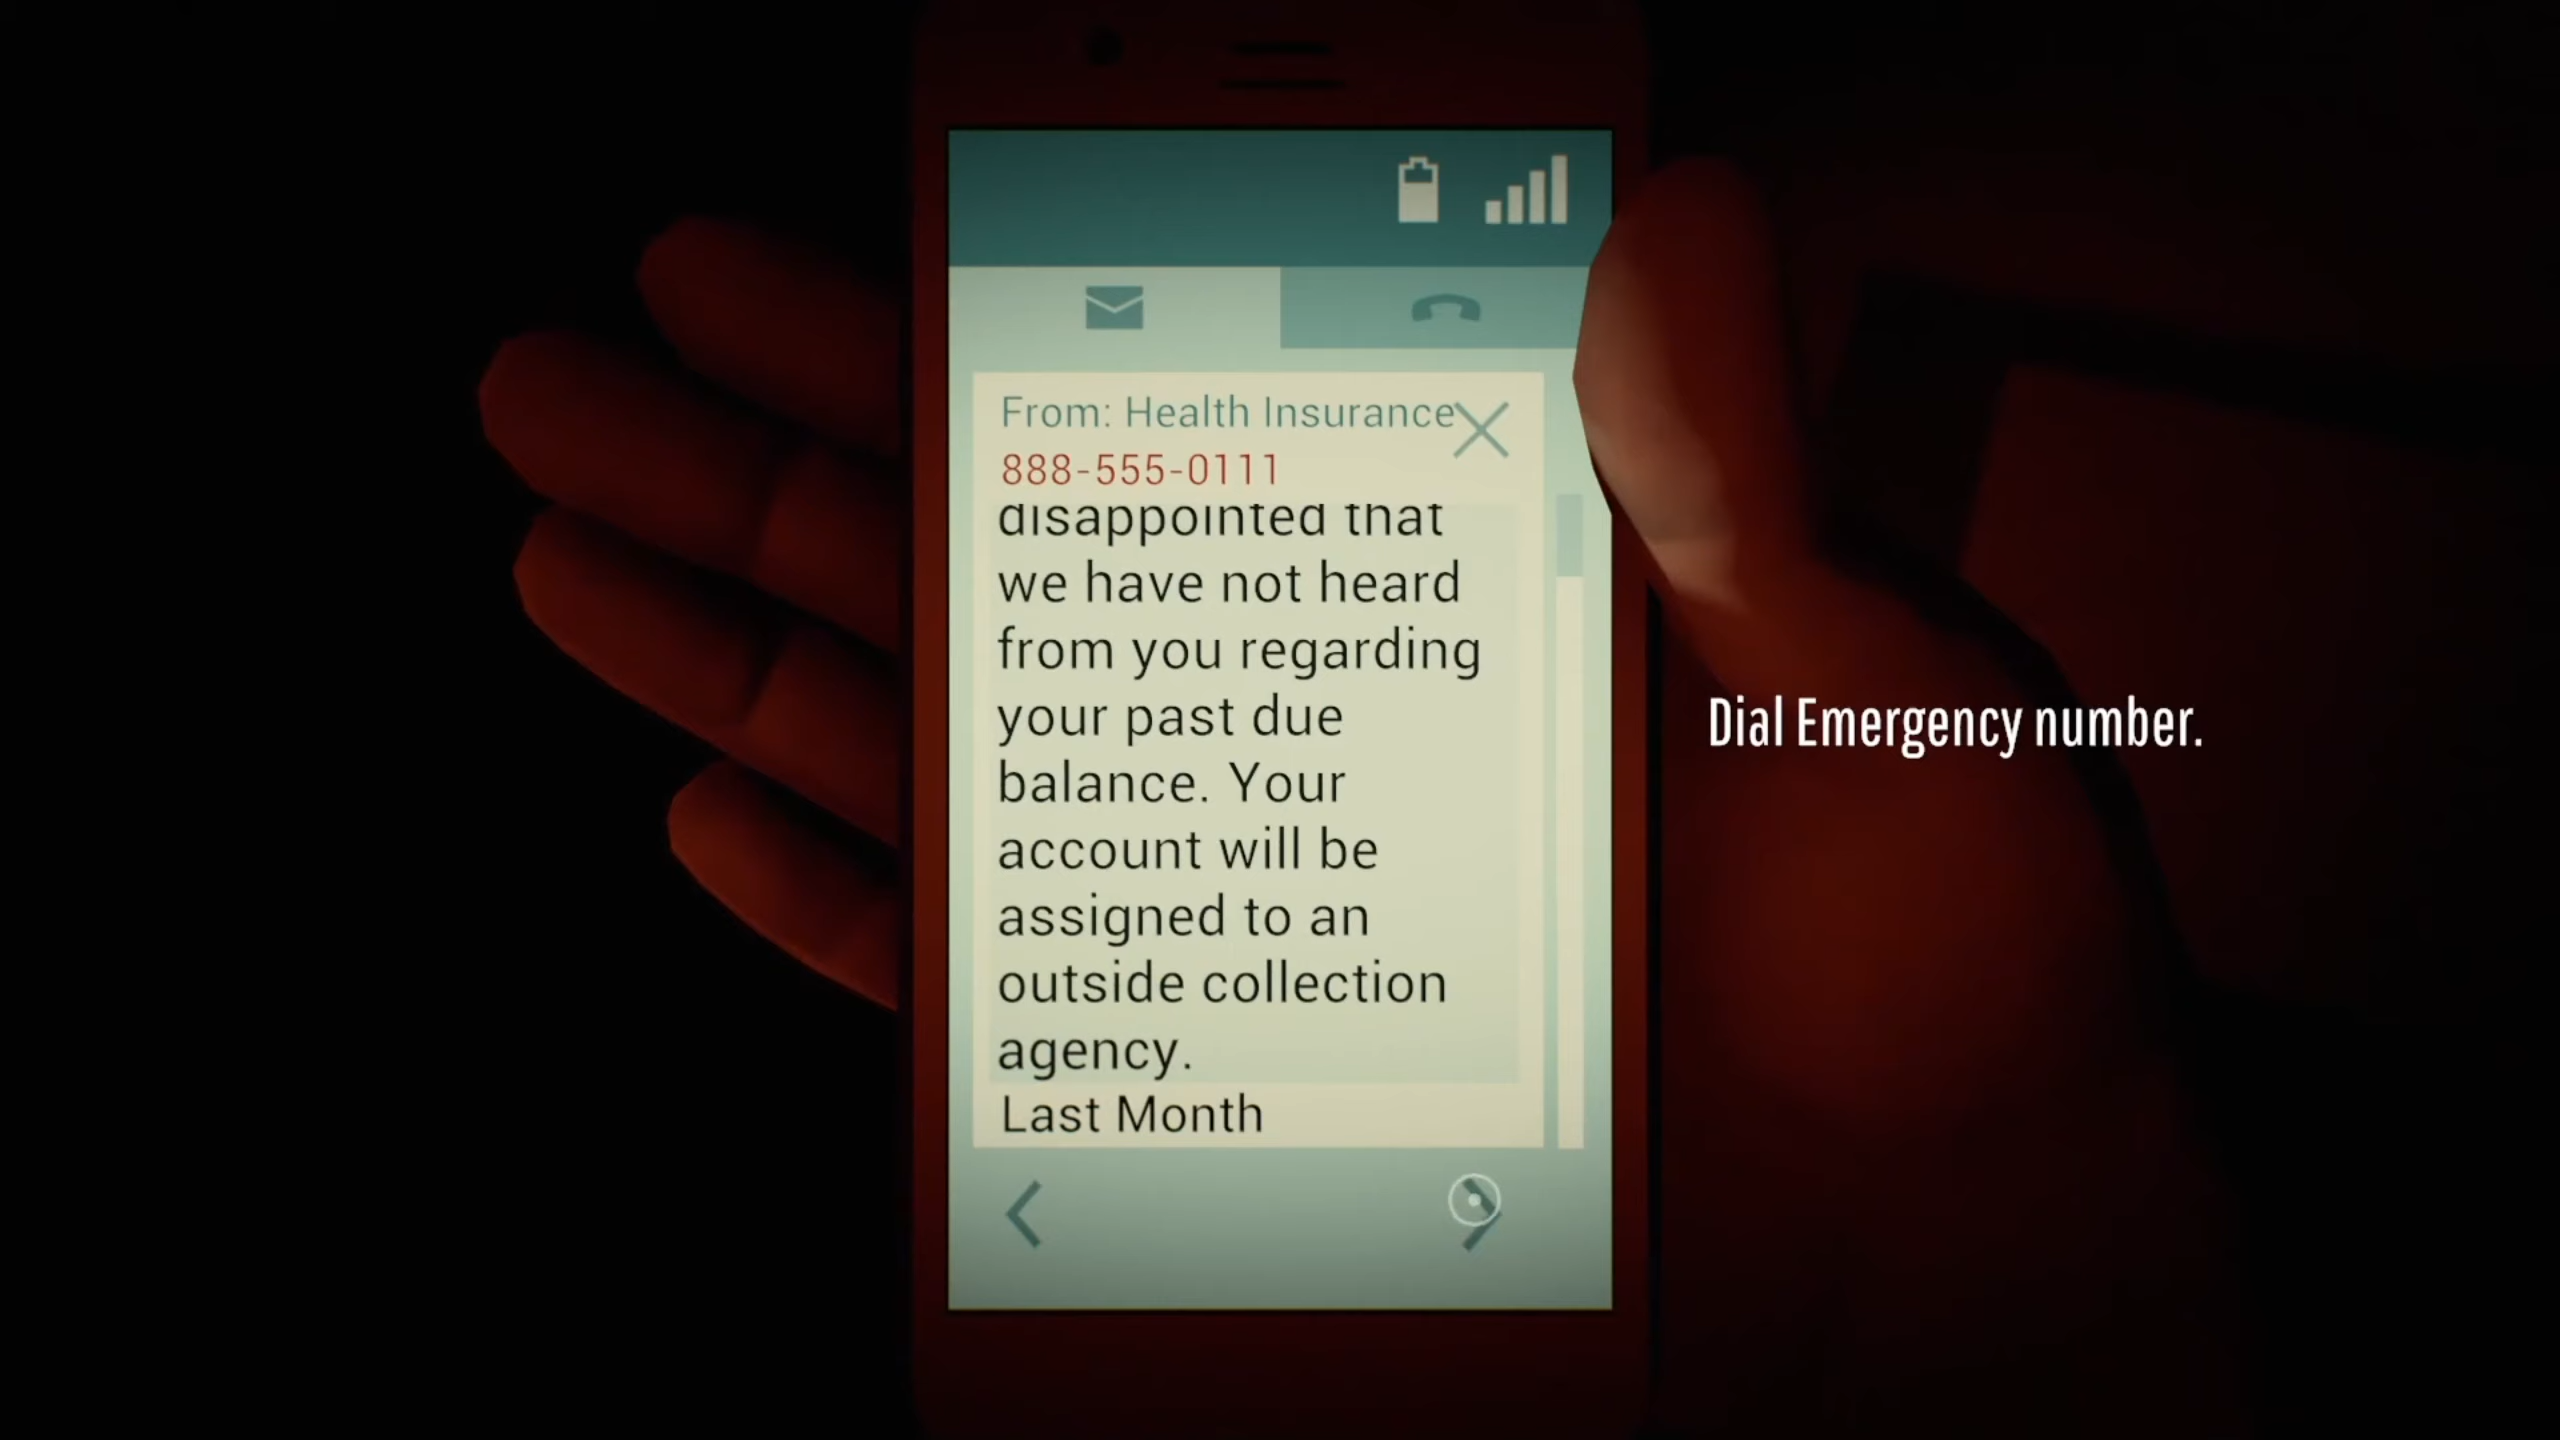 From: Health Insurance
888-555-0111
disappointed that
we have not heard
from you regarding
your past due
balance. Your
account will be
assigned to an
outside collection
agency.
Last Month
Dial Emergency number.